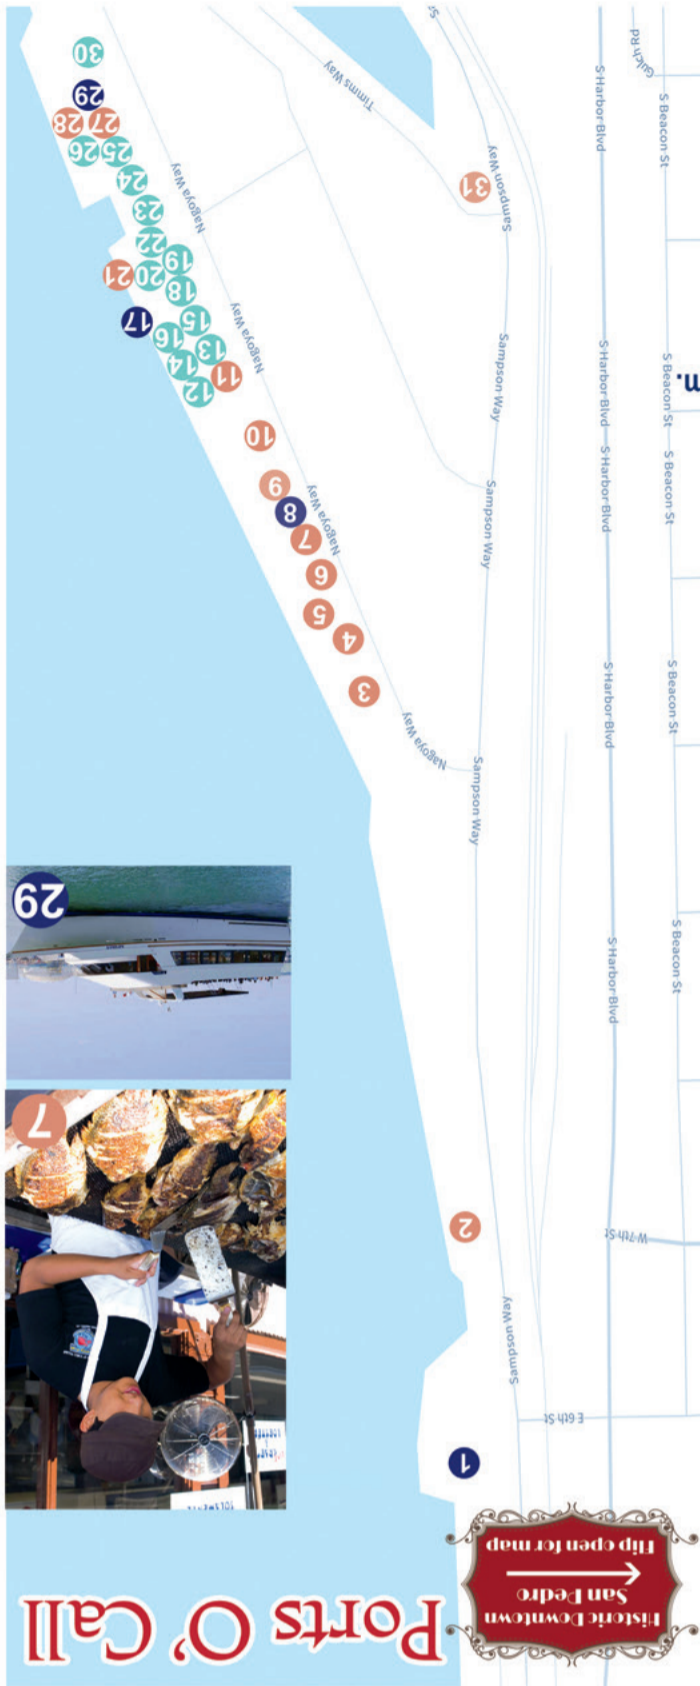 Historic Downtown
San Pedro
Flip open for map
Ports O' Call
1
E 6th St
Sampson Way
W 7th St
2
7
S Harbor Blvd
S Beacon St
29
Sampson Way
Nagoya Way
S Beacon St
S Harbor Blvd
3
4
5
6
7
Nagoya Way
8
9
Sampson Way
S Harbor Blvd
S Beacon St
10
m.
S Beacon St
S Harbor Blvd
Sampson Way
Nagoya Way
11
12
13
14
15
16
17
18
19
20
21
22
23
24
25
26
27
28
29
30
Nagoya Way
Sampson Way
31
Timms Way
S Harbor Blvd
S Beacon St
Gulch Rd